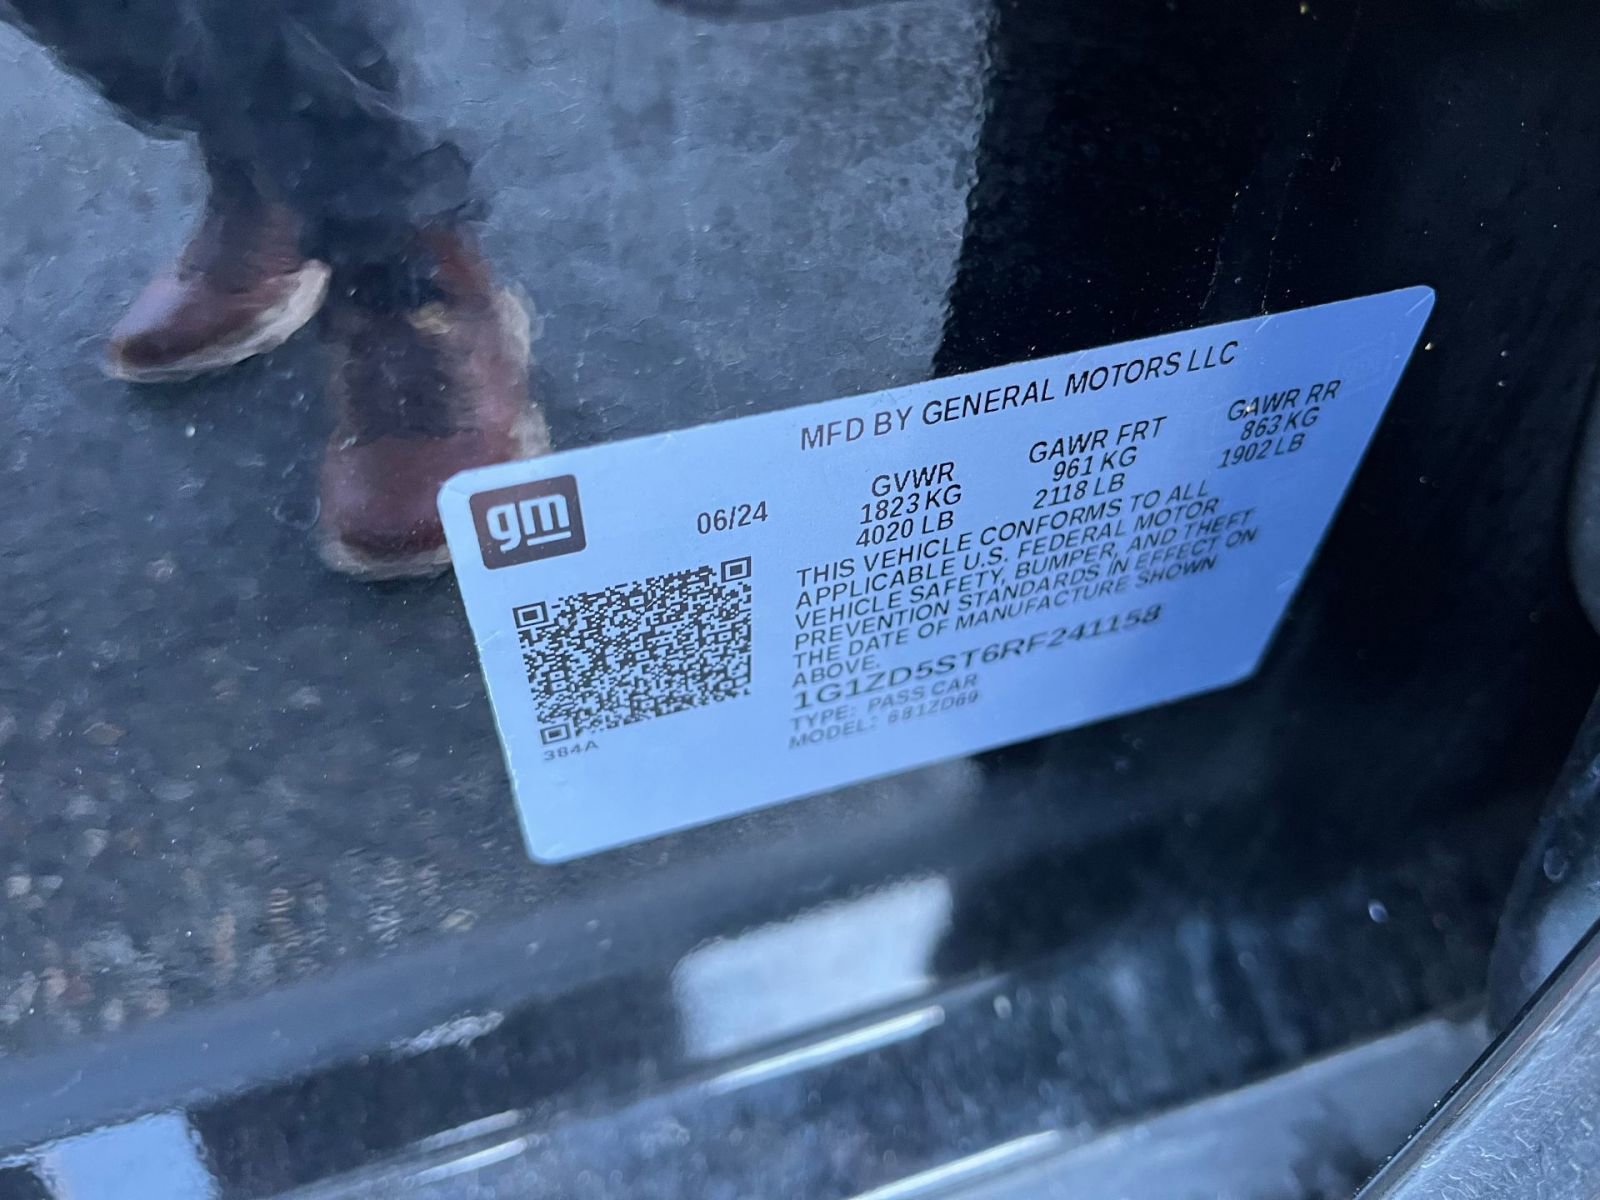 MFD BY GENERAL MOTORS LLC
gm
06/24
GVWR GAWR FRT GAWR RR
1823 KG 961 KG 863 KG
4020 LB 2118 LB 1902 LB
THIS VEHICLE CONFORMS TO ALL
APPLICABLE U.S. FEDERAL MOTOR
VEHICLE SAFETY, BUMPER, AND THEFT
PREVENTION STANDARDS IN EFFECT ON
THE DATE OF MANUFACTURE SHOWN
ABOVE.
1G1ZD5ST6RF241158
TYPE: PASS CAR
MODEL:
384A